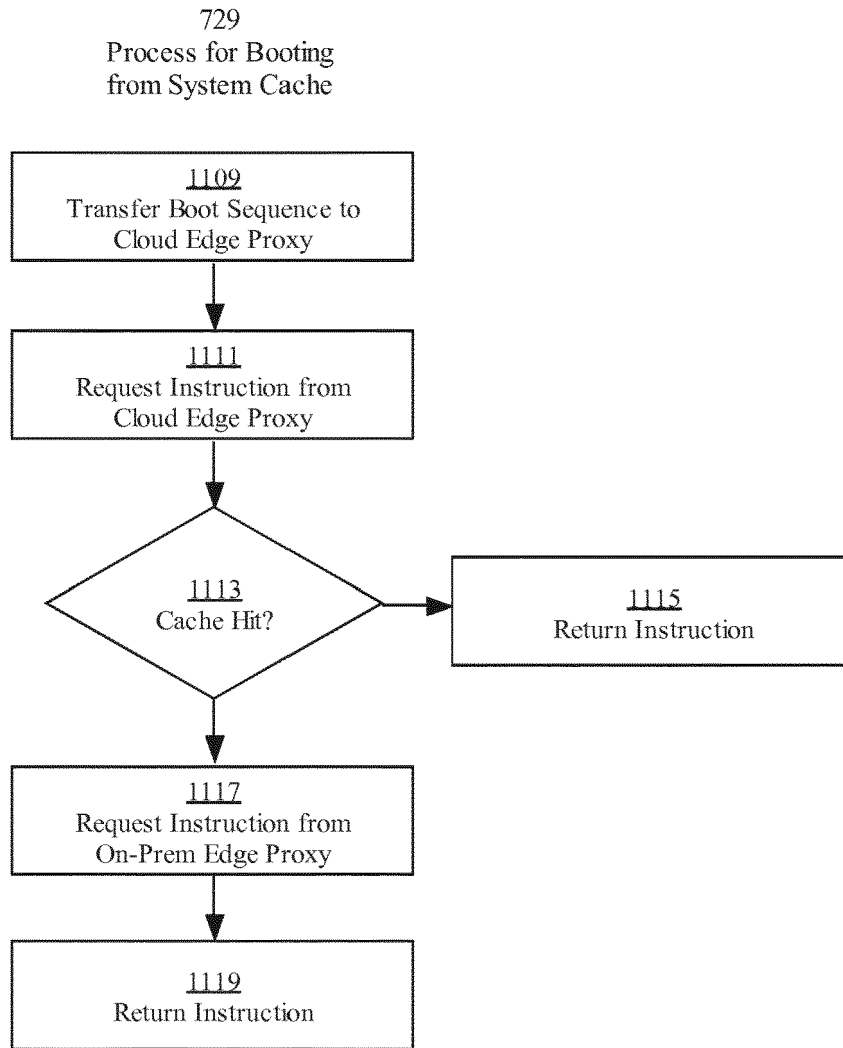 729
Process for Booting
from System Cache
1109
Transfer Boot Sequence to
Cloud Edge Proxy
1111
Request Instruction from
Cloud Edge Proxy
1113
Cache Hit?
1115
Return Instruction
1117
Request Instruction from
On-Prem Edge Proxy
1119
Return Instruction